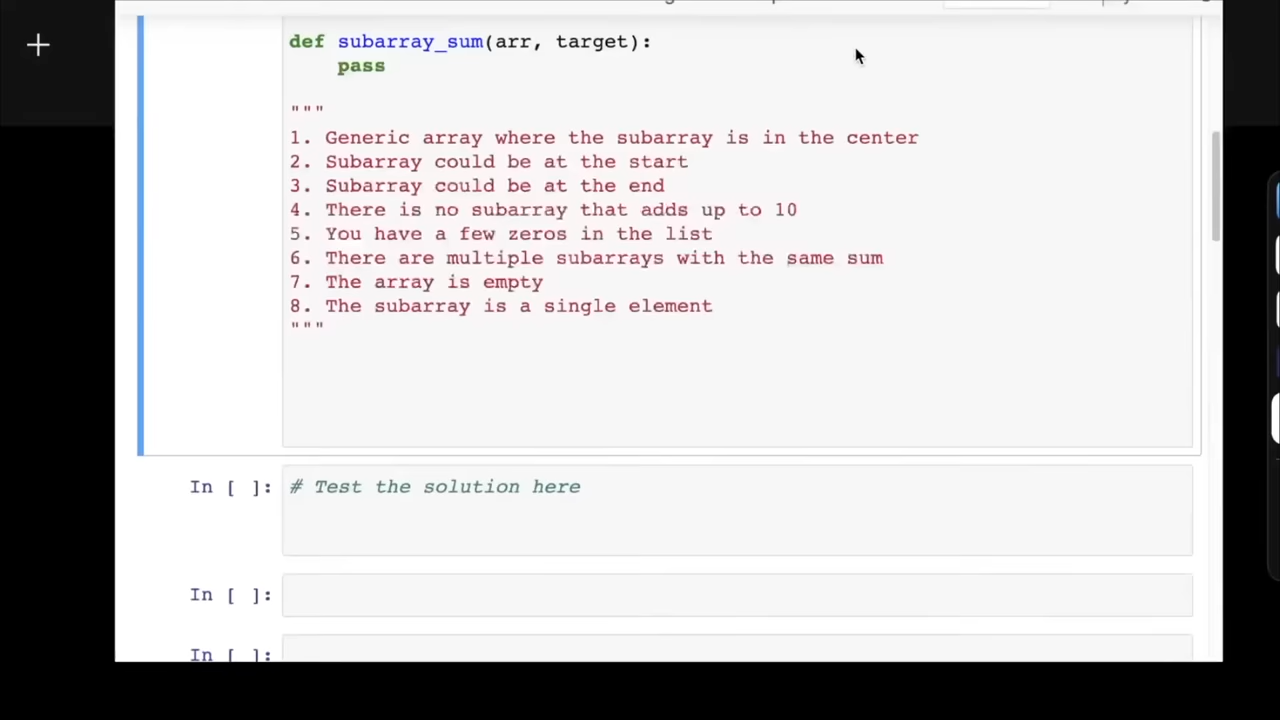 def subarray_sum(arr, target):
    pass
"""
1. Generic array where the subarray is in the center
2. Subarray could be at the start
3. Subarray could be at the end
4. There is no subarray that adds up to 10
5. You have a few zeros in the list
6. There are multiple subarrays with the same sum
7. The array is empty
8. The subarray is a single element
"""
In [ ]: # Test the solution here
In [ ]:
In [ ]: